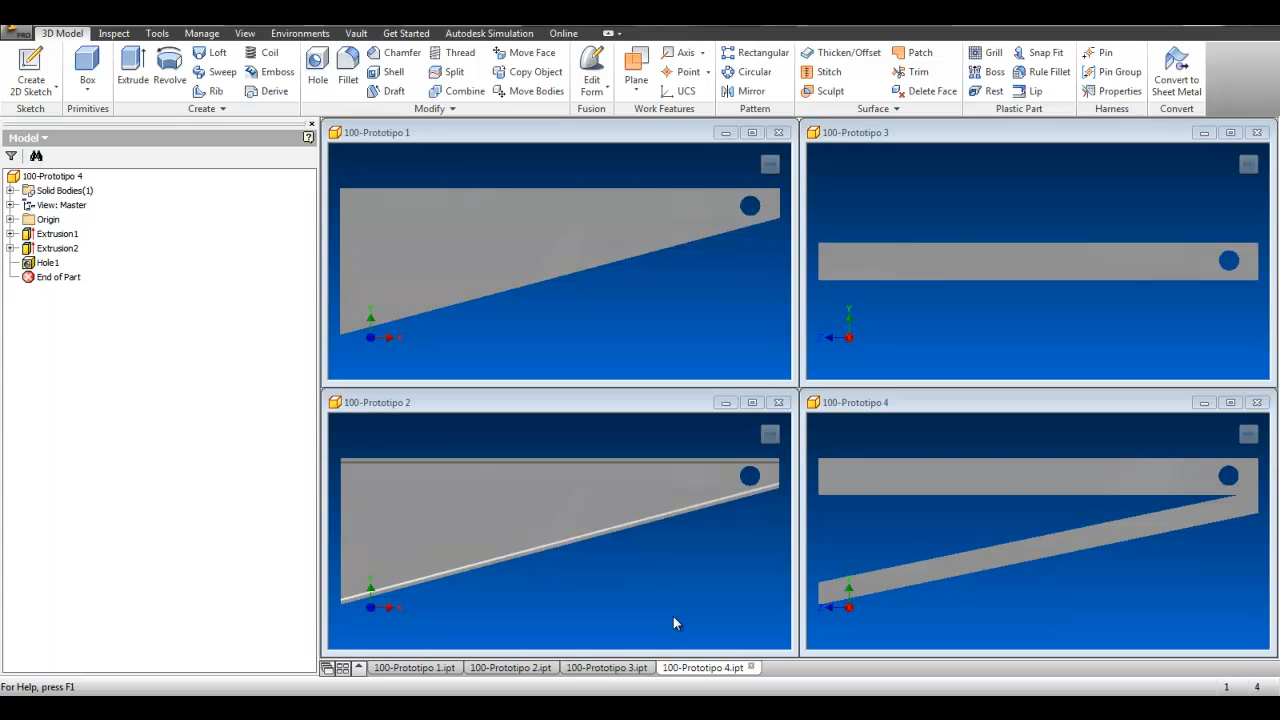 PRO
3D Model Inspect Tools Manage View Environments Vault Get Started Autodesk Simulation Online
Create 2D Sketch
Box
Extrude
Revolve
Loft Coil
Sweep Emboss
Rib Derive
Hole
Fillet
Chamfer Thread Move Face
Shell Split Copy Object
Draft Combine Move Bodies
Edit Form
Plane
Axis
Point
UCS
Rectangular
Circular
Mirror
Thicken/Offset Patch
Stitch Trim
Sculpt Delete Face
Grill Snap Fit
Boss Rule Fillet
Rest Lip
Pin
Pin Group
Properties
Convert to Sheet Metal
Sketch Primitives Create Modify Fusion Work Features Pattern Surface Plastic Part Harness Convert
Model
100-Prototipo 4
Solid Bodies(1)
View: Master
Origin
Extrusion1
Extrusion2
Hole1
End of Part
100-Prototipo 1
Y
X
100-Prototipo 3
Y
Z
100-Prototipo 2
Y
X
100-Prototipo 4
Y
Z
100-Prototipo 1.ipt 100-Prototipo 2.ipt 100-Prototipo 3.ipt 100-Prototipo 4.ipt
For Help, press F1
1 4